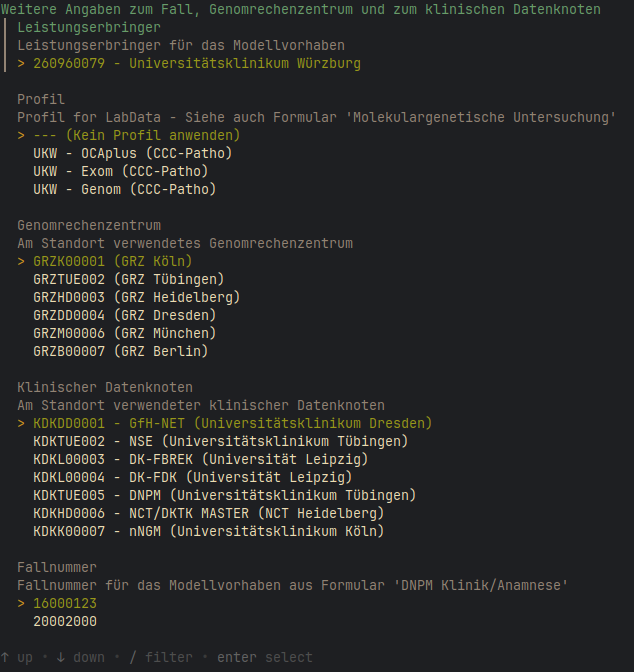 Weitere Angaben zum Fall, Genomrechenzentrum und zum klinischen Datenknoten
Leistungserbringer
Leistungserbringer für das Modellvorhaben
> 260960079 - Universitätsklinikum Würzburg
Profil
Profil for LabData - Siehe auch Formular 'Molekulargenetische Untersuchung'
> --- (Kein Profil anwenden)
UKW - OCAplus (CCC-Patho)
UKW - Exom (CCC-Patho)
UKW - Genom (CCC-Patho)
Genomrechenzentrum
Am Standort verwendetes Genomrechenzentrum
> GRZK00001 (GRZ Köln)
GRZTUE002 (GRZ Tübingen)
GRZHD0003 (GRZ Heidelberg)
GRZDD0004 (GRZ Dresden)
GRZM00006 (GRZ München)
GRZB00007 (GRZ Berlin)
Klinischer Datenknoten
Am Standort verwendeter Klinischer Datenknoten
> KDKDD0001 - GfH-NET (Universitätsklinikum Dresden)
KDKTUE002 - NSE (Universitätsklinikum Tübingen)
KDKL00003 - DK-FBREK (Universität Leipzig)
KDKL00004 - DK-FDK (Universität Leipzig)
KDKTUE005 - DNPM (Universitätsklinikum Tübingen)
KDKHD0006 - NCT/DKTK MASTER (NCT Heidelberg)
KDKK00007 - nNGM (Universitätsklinikum Köln)
Fallnummer
Fallnummer für das Modellvorhaben aus Formular 'DNPM Klinik/Anamnese'
> 16000123
20002000
↑ up • ↓ down • / filter • enter select